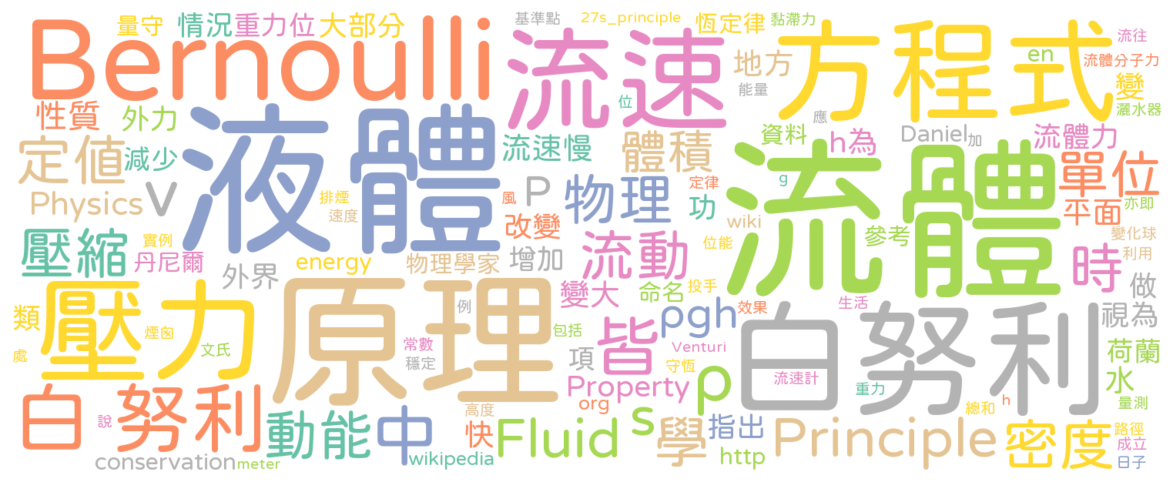 量守 情況 重力位 大部分 基準點 27s_principle 恆定律 黏滯力 流往
Bernoulli 流速 方程式 en 流體分子力
地方 能量 變 灑水器
性質 外力 位 應
定值 減少 液體 流速慢 體積 資料 Daniel 加 h為 流體力
Physics V 排煙 速度 風 P 物理 定律 功 g 流體 單位 平面 亦即
壓縮 實例 改變 wiki 參考 變化球
丹尼爾 外界 energy 物理學家 增加 流動 位能 時 利用
類 壓力 原理 例 變大 命名 投手 生活 做 視為
煙囪 包括 皆 pgh 效果 白努利
處 文氏 常數 穩定 項 Venturi 荷蘭
守恆 流速計 水
白努利 Property ρ 重力 量測
說 動能 中 高度 快 org s 總和 h
Fluid 學 指出 Principle 密度 路徑
conservation meter wikipedia http 成立
日子